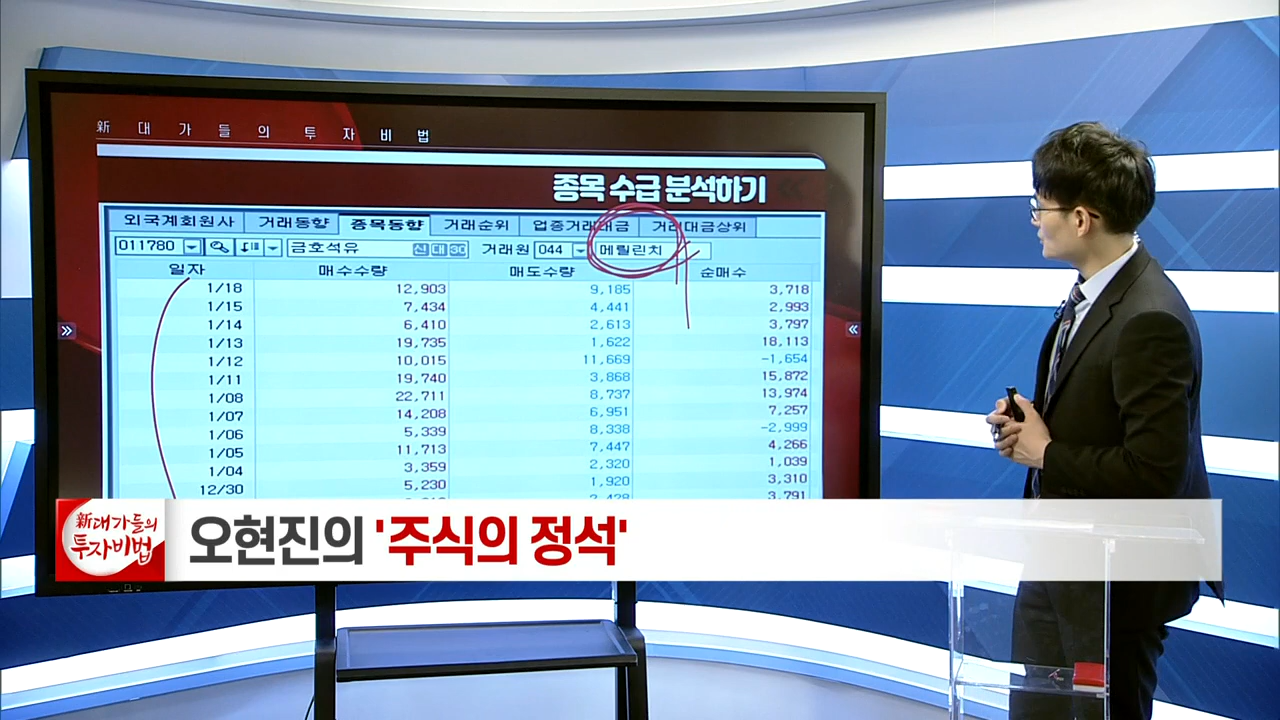 新 대 가 들 의 투 자 비 법
종목 수급 분석하기
외국계회원사 거래동향 종목동향 거래순위 업종거래대금 거래대금상위
011780 금호석유 신 대 30 거래원 044 메릴린치
일자 매수수량 매도수량 순매수
1/18 12,903 9,185 3,718
1/15 7,434 4,441 2,993
1/14 6,410 2,613 3,797
1/13 19,735 1,622 18,113
1/12 10,015 11,669 -1,654
1/11 19,740 3,868 15,872
1/08 22,711 8,737 13,974
1/07 14,208 6,951 7,257
1/06 5,339 8,338 -2,999
1/05 11,713 7,447 4,266
1/04 3,359 2,320 1,039
12/30 5,230 1,920 3,310
新대가들의
투자비법
오현진의 '주식의 정석'